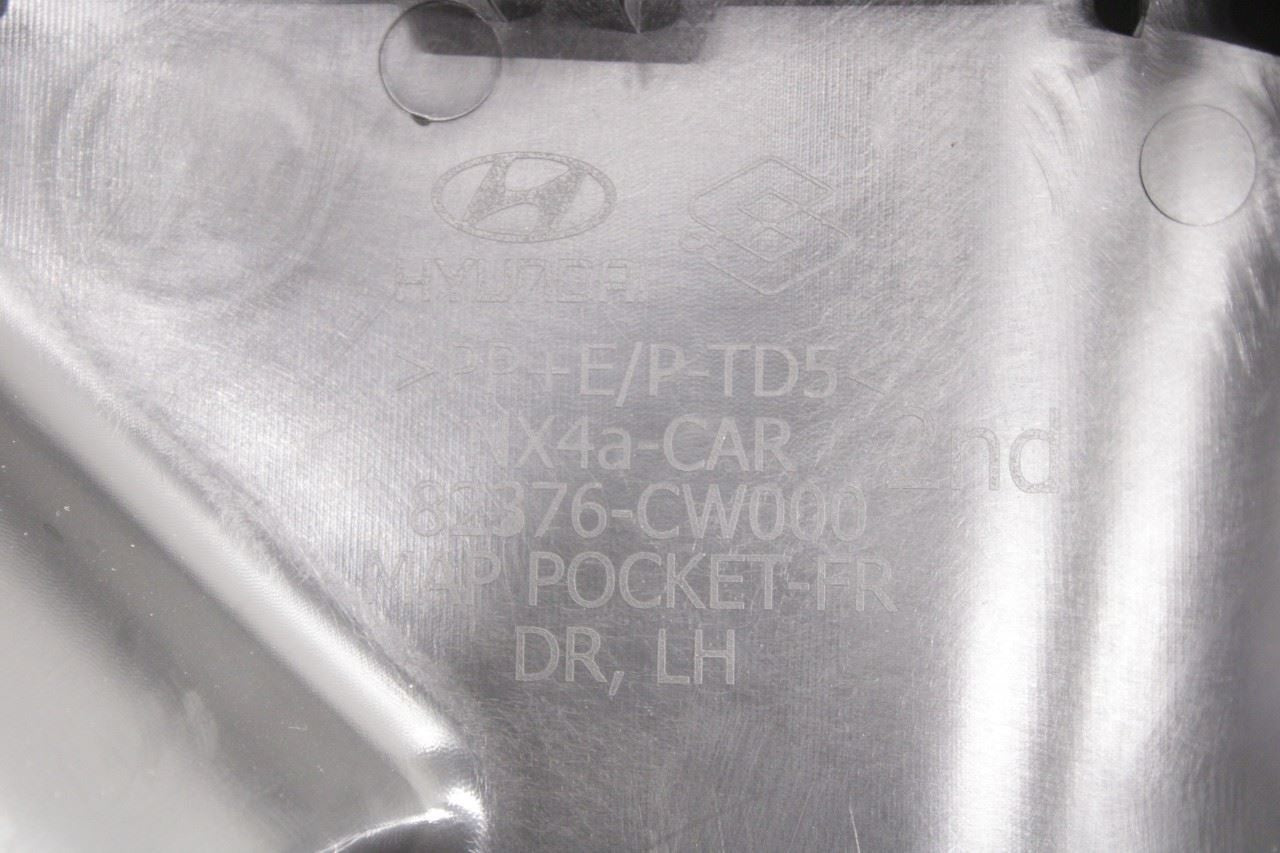 HYUNDAI
>PP+E/P-TD5<
NX4a-CAR
2nd
82376-CW000
MAP POCKET-FR
DR, LH